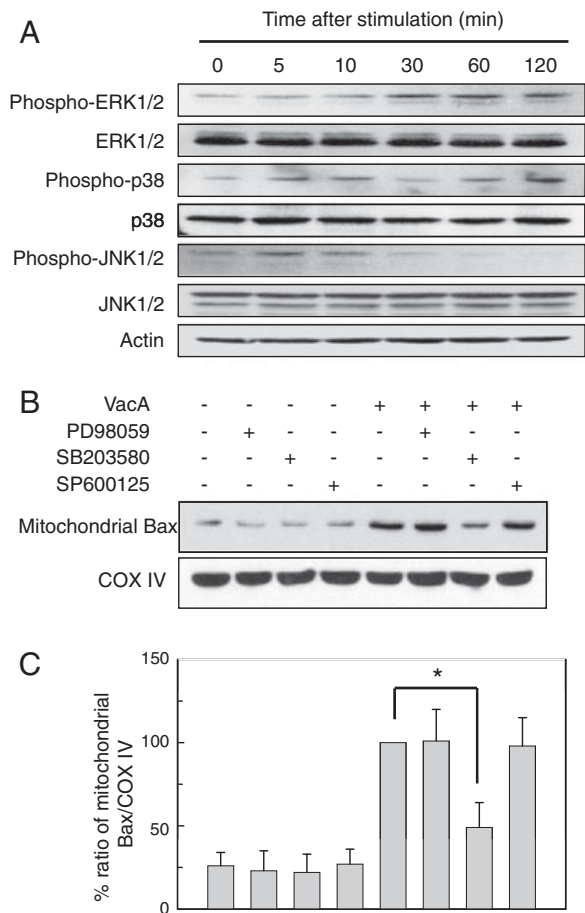 A
Time after stimulation (min)
0 5 10 30 60 120
Phospho-ERK1/2
ERK1/2
Phospho-p38
p38
Phospho-JNK1/2
JNK1/2
Actin
B
VacA - - - - + + + +
PD98059 - + - - - + - -
SB203580 - - + - - - + -
SP600125 - - - + - - - +
Mitochondrial Bax
COX IV
C
% ratio of mitochondrial
Bax/COX IV
150
100
50
0
*